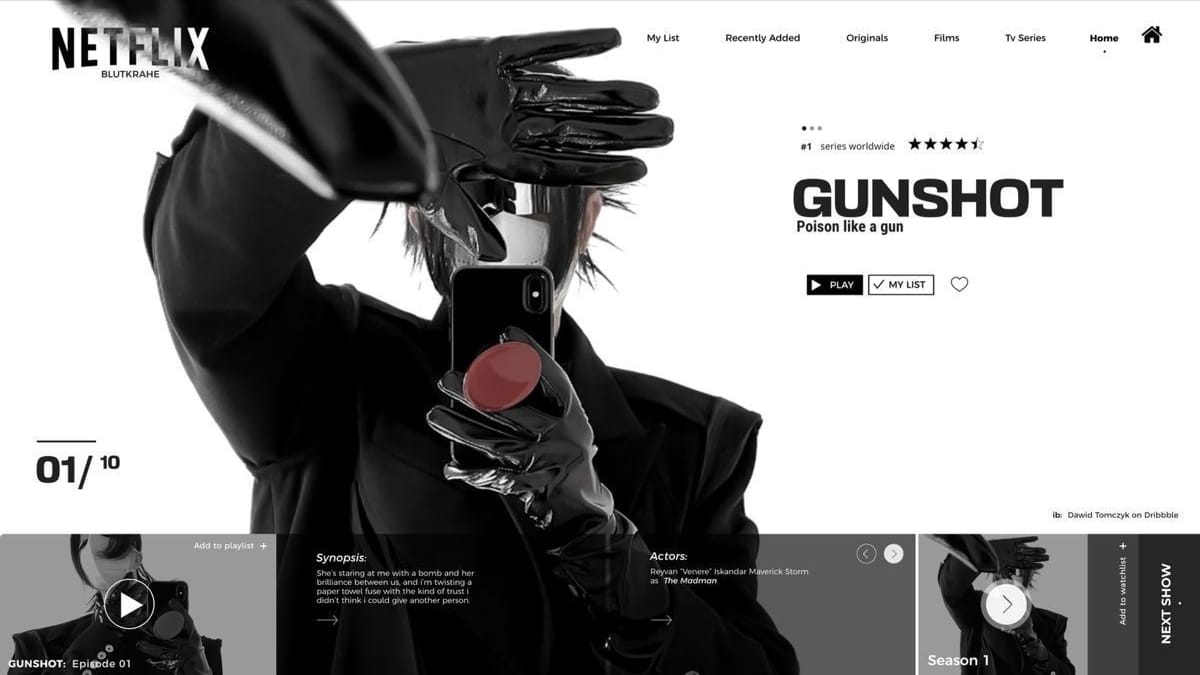 NETFLIX
BLUTKRAHE
My List
Recently Added
Originals
Films
Tv Series
Home
#1 series worldwide
GUNSHOT
Poison like a gun
PLAY
MY LIST
01/ 10
ib: Dawid Tomczyk on Dribbble
Add to playlist +
GUNSHOT: Episode 01
Synopsis:
She's staring at me with a bomb and her
brilliance between us, and i'm twisting a
paper towel fuse with the kind of trust i
didn't think i could give another person.
Actors:
Reyvan "Venere" Iskandar Maverick Storm
as The Madman
Season 1
Add to watchlist +
NEXT SHOW